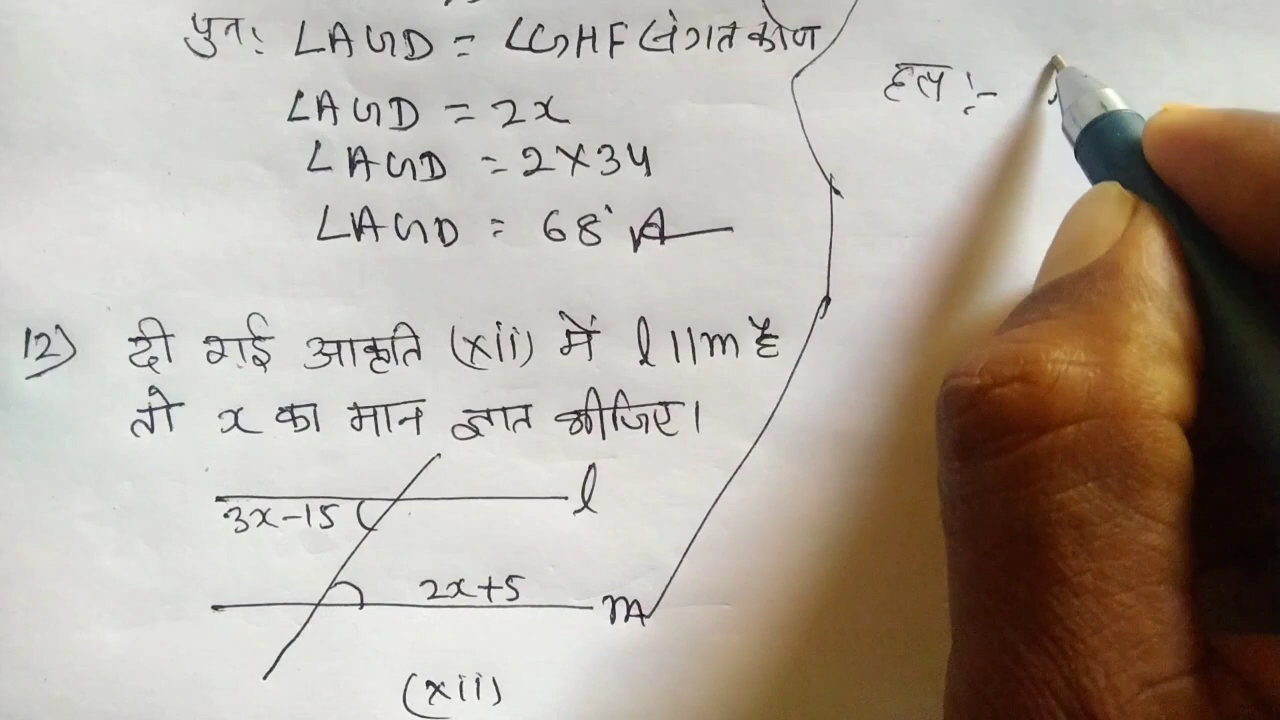 पुनः ∠AGD = ∠GHF संगत कोण
∠AGD = 2x
∠AGD = 2×34
∠AGD = 68°
12) दी गई आकृति (xii) में l||m है
तो x का मान ज्ञात कीजिए।
l
3x-15
2x+5
m
(xii)
हल :-